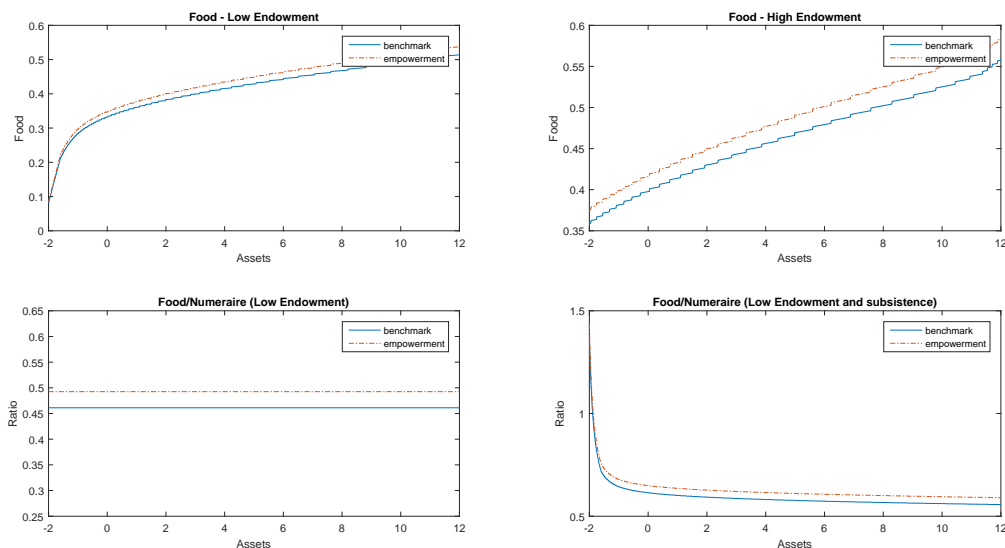 Food - Low Endowment
0.6
0.5
0.4
0.3
0.2
0.1
0
Food
-2
0
2
4
6
8
10
12
Assets
benchmark
empowerment
Food - High Endowment
0.6
0.55
0.5
0.45
0.4
0.35
Food
-2
0
2
4
6
8
10
12
Assets
benchmark
empowerment
Food/Numeraire (Low Endowment)
0.65
0.6
0.55
0.5
0.45
0.4
0.35
0.3
0.25
Ratio
-2
0
2
4
6
8
10
12
Assets
benchmark
empowerment
Food/Numeraire (Low Endowment and subsistence)
1.5
1
0.5
Ratio
-2
0
2
4
6
8
10
12
Assets
benchmark
empowerment